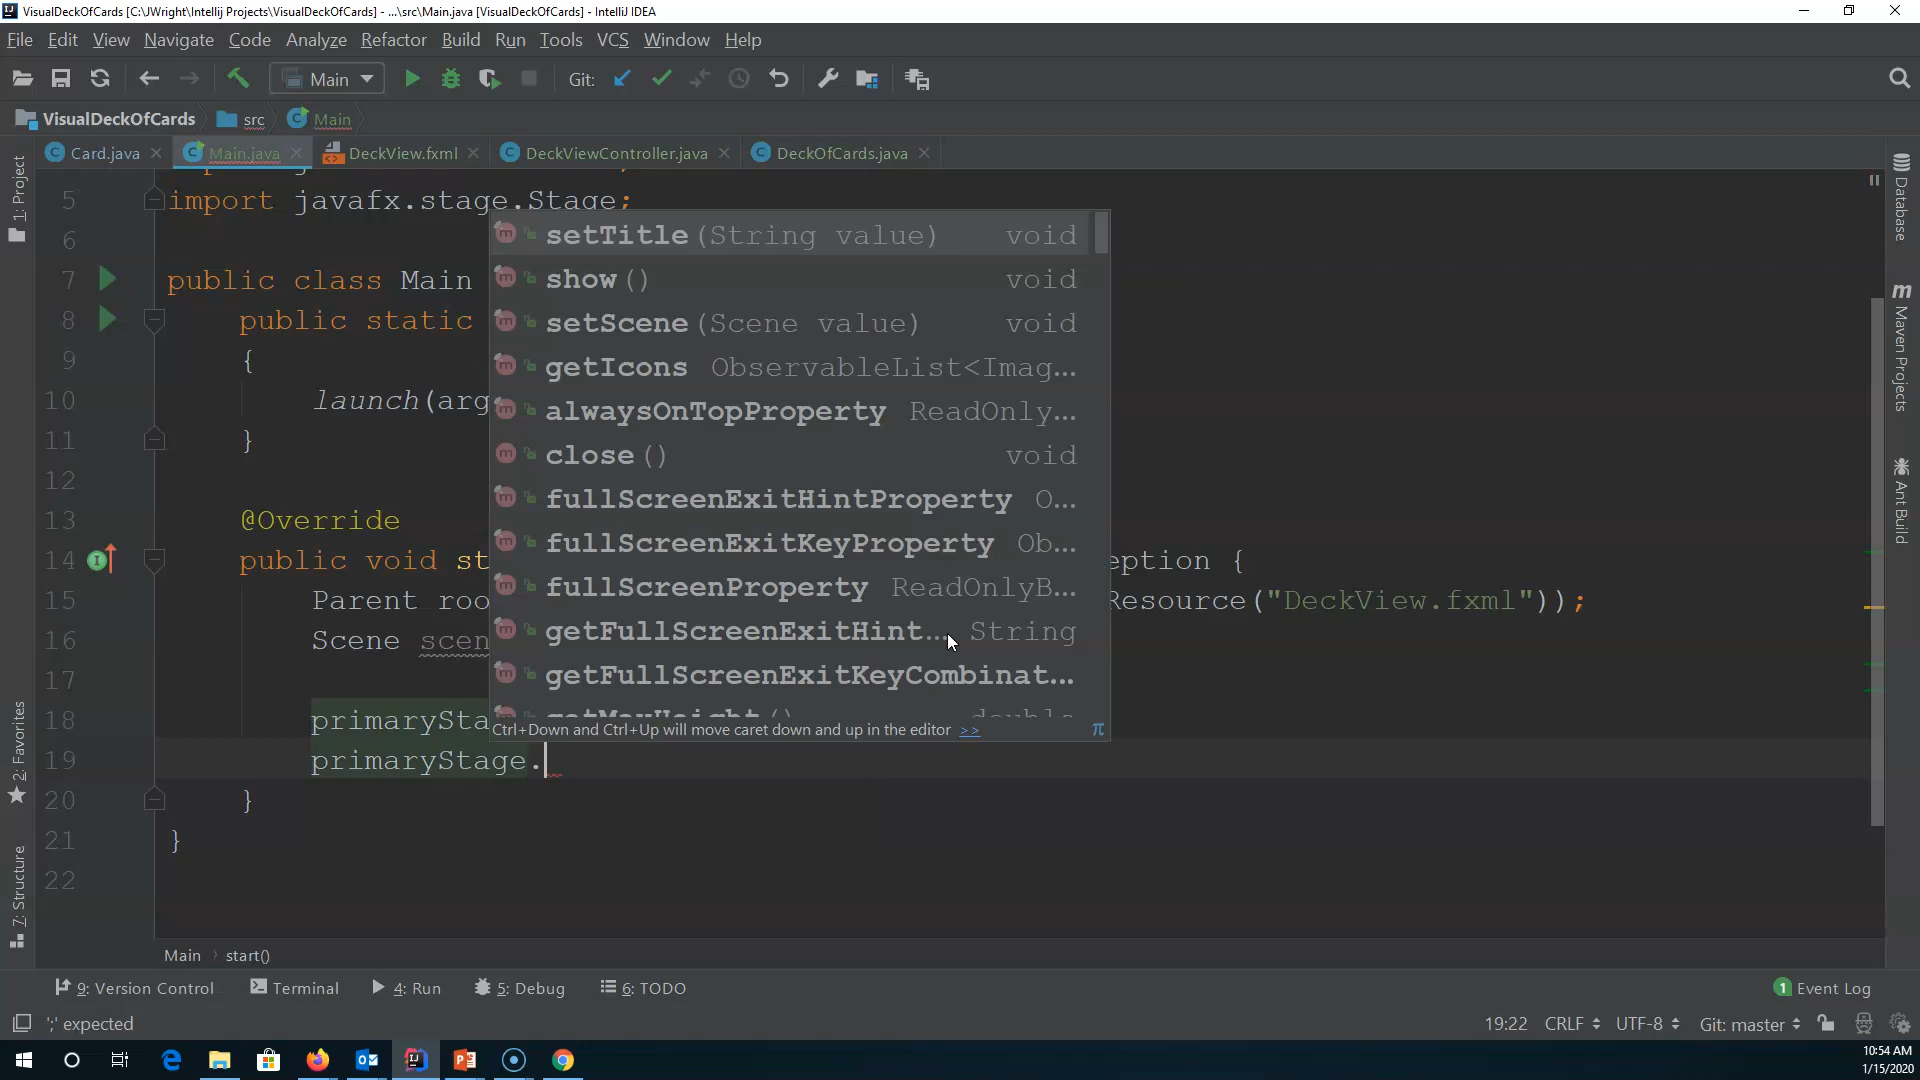 VisualDeckOfCards [C:\JWright\Intellij Projects\VisualDeckOfCards] - ...\src\Main.java [VisualDeckOfCards] - IntelliJ IDEA
File Edit View Navigate Code Analyze Refactor Build Run Tools VCS Window Help
Main Git:
VisualDeckOfCards src Main
Card.java Main.java DeckView.fxml DeckViewController.java DeckOfCards.java
1: Project
2: Favorites
7: Structure
Database
Maven Projects
Ant Build
5 import javafx.stage.Stage;
6
7 public class Main
8 public static
9 {
10 launch(arg
11 }
12
13 @Override
14 public void st eption {
15 Parent roo Resource("DeckView.fxml"));
16 Scene scen
17
18 primarySta
19 primaryStage.
20 }
21 }
22
setTitle(String value) void
show() void
setScene(Scene value) void
getIcons ObservableList<Imag...
alwaysOnTopProperty ReadOnly...
close() void
fullScreenExitHintProperty O...
fullScreenExitKeyProperty Ob...
fullScreenProperty ReadOnlyB...
getFullScreenExitHint... String
getFullScreenExitKeyCombinat...
getMaxHeight() double
Ctrl+Down and Ctrl+Up will move caret down and up in the editor >> π
Main start()
9: Version Control Terminal 4: Run 5: Debug 6: TODO 1 Event Log
';' expected 19:22 CRLF UTF-8 Git: master
10:54 AM
1/15/2020